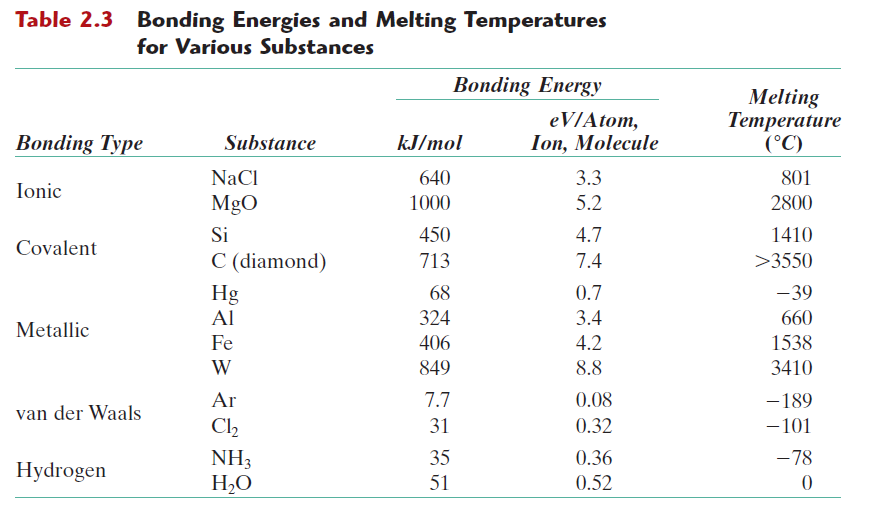 Table 2.3 Bonding Energies and Melting Temperatures
for Various Substances
Bonding Energy
Melting
eV/Atom, Temperature
Bonding Type Substance kJ/mol Ion, Molecule (°C)
Ionic
NaCl 640 3.3 801
MgO 1000 5.2 2800
Covalent
Si 450 4.7 1410
C (diamond) 713 7.4 >3550
Metallic
Hg 68 0.7 −39
Al 324 3.4 660
Fe 406 4.2 1538
W 849 8.8 3410
van der Waals
Ar 7.7 0.08 −189
Cl₂ 31 0.32 −101
Hydrogen
NH₃ 35 0.36 −78
H₂O 51 0.52 0